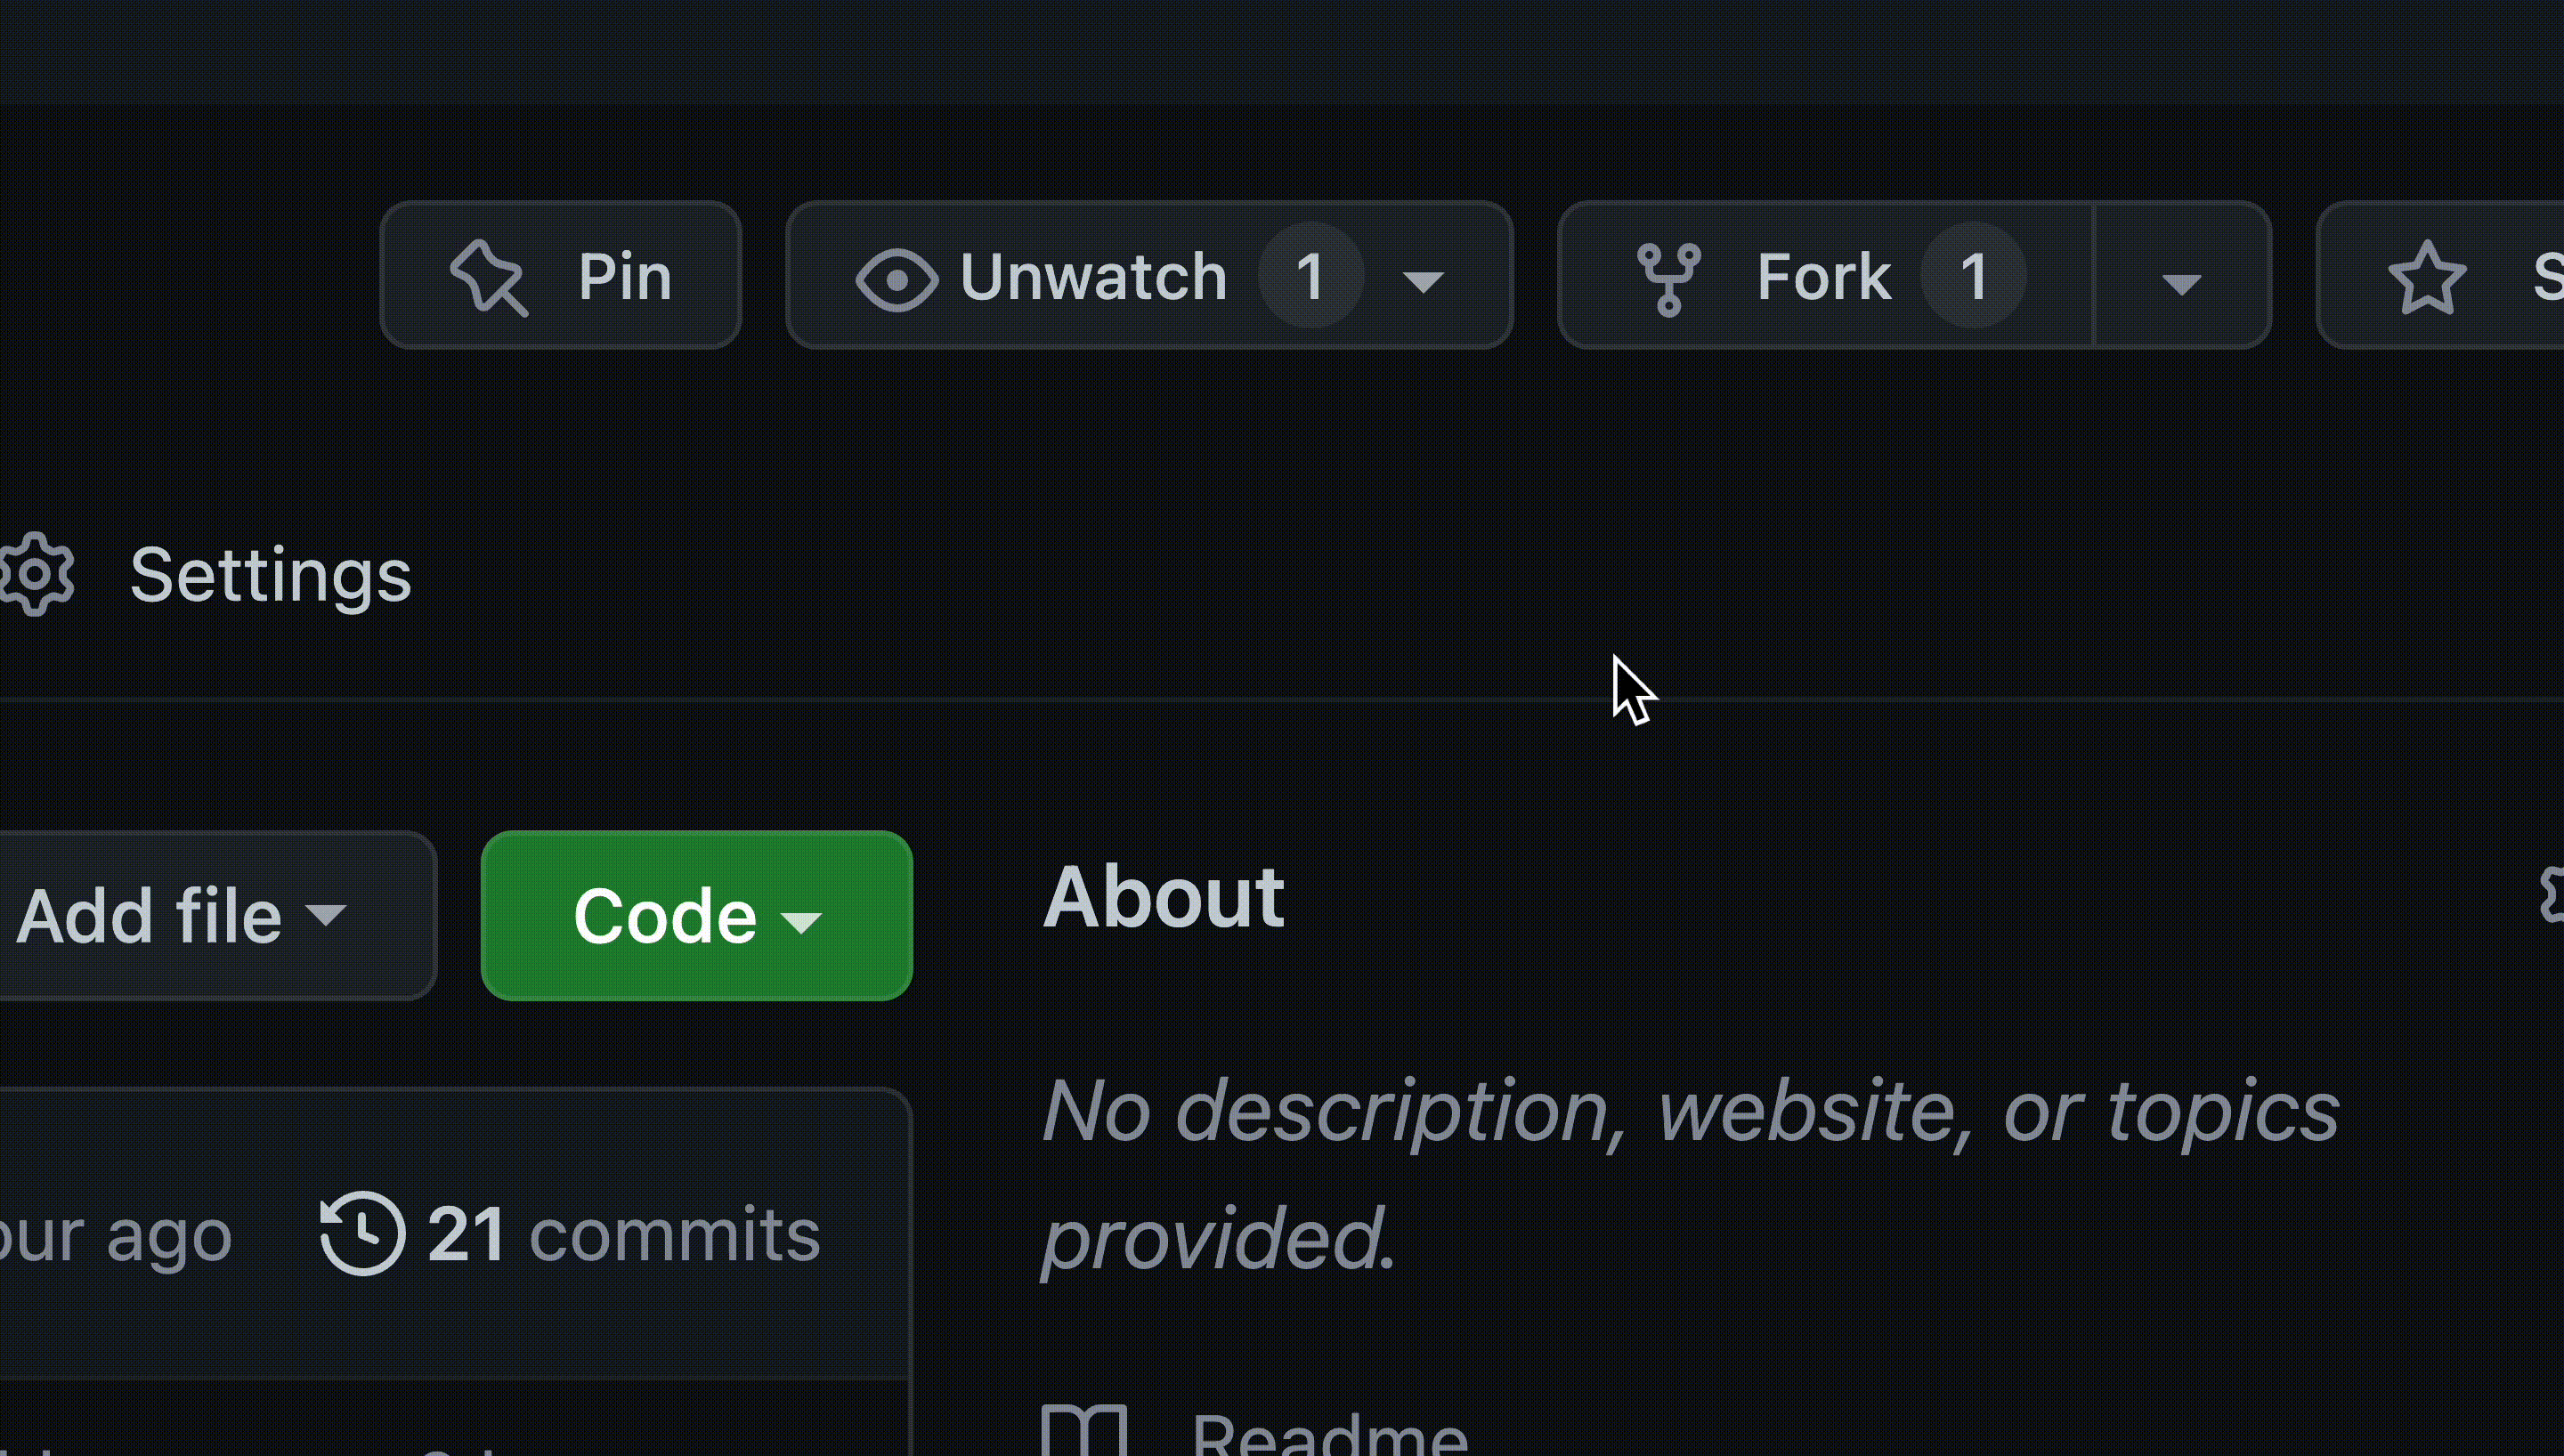 Pin
Unwatch 1
Fork 1
Settings
Add file
Code
About
No description, website, or topics
provided.
ago
21 commits
Readme